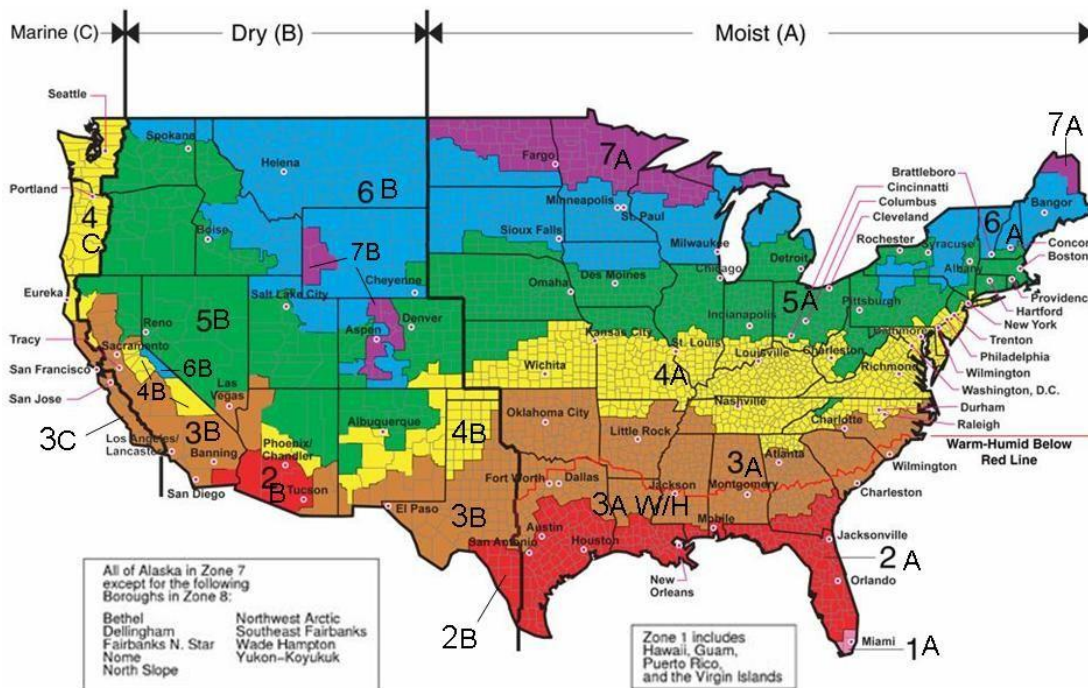 Marine (C)
Dry (B)
Moist (A)
Seattle
7A
Spokane
Helena
Fargo
7A
Brattleboro
Cincinnatti
Columbus
Cleveland
Portland
4
C
6 B
Minneapolis
St. Paul
Bangor
Boise
Sioux Falls
Milwaukee
Rochester
Syracuse
6
A
Concor
Boston
7B
Cheyenne
Chicago
Detroit
Albany
Eureka
Salt Lake City
Omaha
Des Moines
5A
Providenc
Hartford
Reno
5B
Aspen
Denver
Indianapolis
Pittsburgh
New York
Tracy
Sacramento
Kansas City
St. Louis
Baltimore
Trenton
Philadelphia
San Francisco
6B
Wichita
4A
Louisville
Charleston
Wilmington
San Jose
4B
Las
Vegas
Richmond
Washington, D.C.
3C
3B
Albuquerque
4B
Nashville
Durham
Raleigh
Los Angeles/
Lancaster
Banning
Phoenix/
Chandler
Oklahoma City
Little Rock
Charlotte
Warm-Humid Below
Red Line
2
B
3
A
Atlanta
Wilmington
San Diego
Tucson
Fort Worth
Dallas
Jackson
Montgomery
Charleston
El Paso
3B
3A W/H
Austin
Mobile
San Antonio
Houston
Jacksonville
2
A
New
Orleans
Orlando
2B
Miami
1A
All of Alaska in Zone 7
except for the following
Boroughs in Zone 8:
Bethel
Dellingham
Fairbanks N. Star
Nome
North Slope
Northwest Arctic
Southeast Fairbanks
Wade Hampton
Yukon-Koyukuk
Zone 1 includes
Hawaii, Guam,
Puerto Rico,
and the Virgin Islands